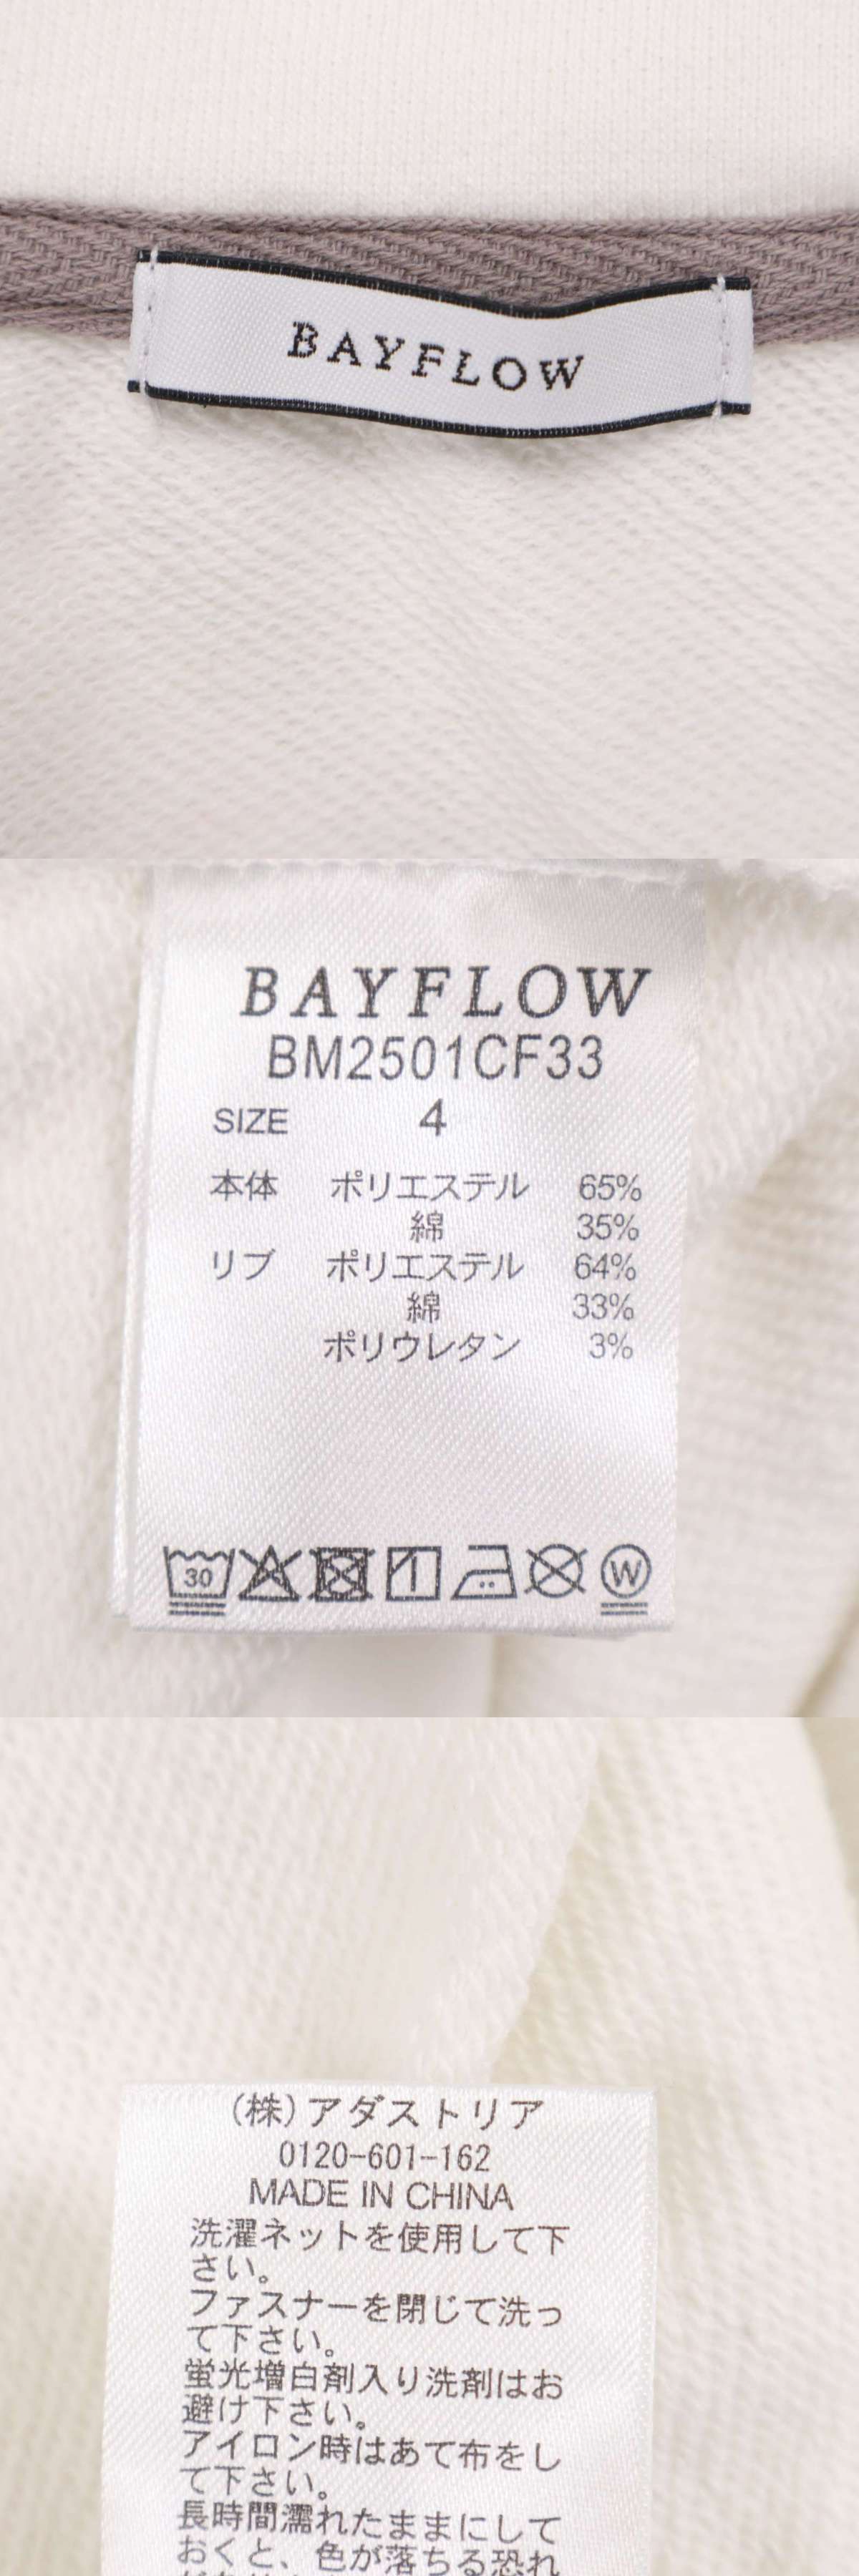 BAYFLOW
BAYFLOW
BM2501CF33
SIZE 4
本体 ポリエステル 65%
綿 35%
リブ ポリエステル 64%
綿 33%
ポリウレタン 3%
30 W
(株)アダストリア
0120-601-162
MADE IN CHINA
洗濯ネットを使用して下
さい。
ファスナーを閉じて洗っ
て下さい。
蛍光増白剤入り洗剤はお
避け下さい。
アイロン時はあて布をし
て下さい。
長時間濡れたままにして
おくと、色が落ちる恐れ